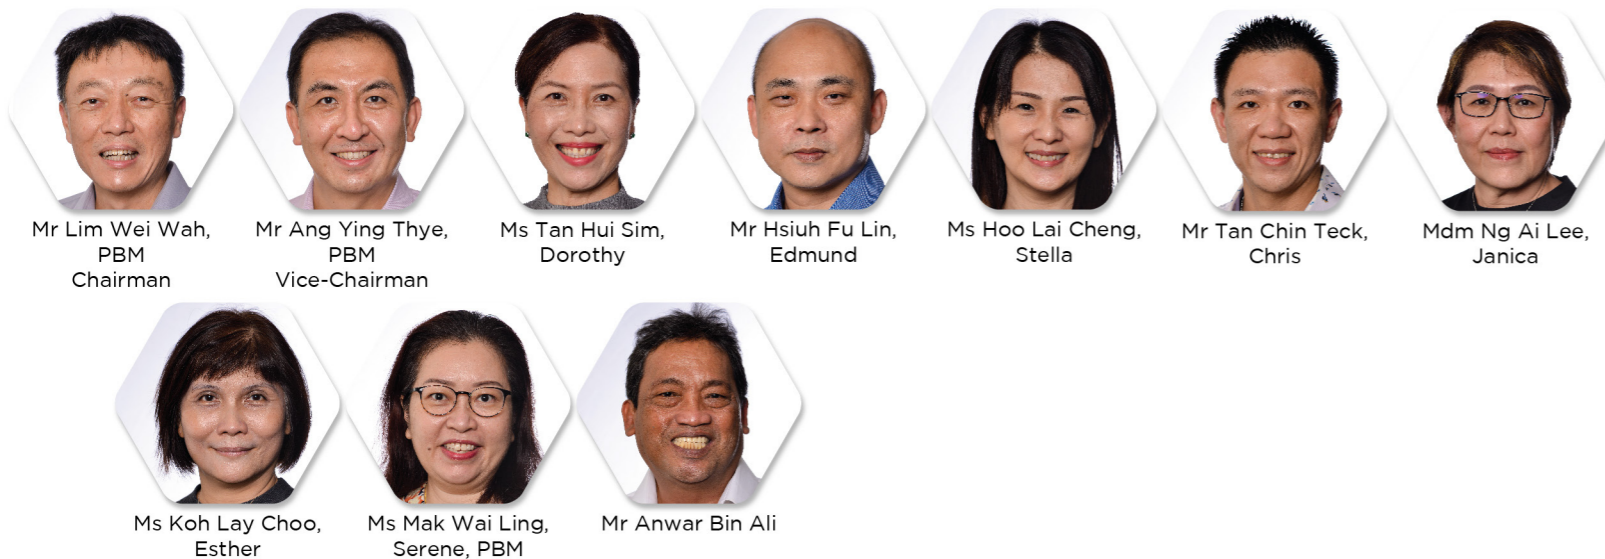 Mr Lim Wei Wah,
PBM
Chairman
Mr Ang Ying Thye,
PBM
Vice-Chairman
Ms Tan Hui Sim,
Dorothy
Mr Hsiuh Fu Lin,
Edmund
Ms Hoo Lai Cheng,
Stella
Mr Tan Chin Teck,
Chris
Mdm Ng Ai Lee,
Janica
Ms Koh Lay Choo,
Esther
Ms Mak Wai Ling,
Serene, PBM
Mr Anwar Bin Ali